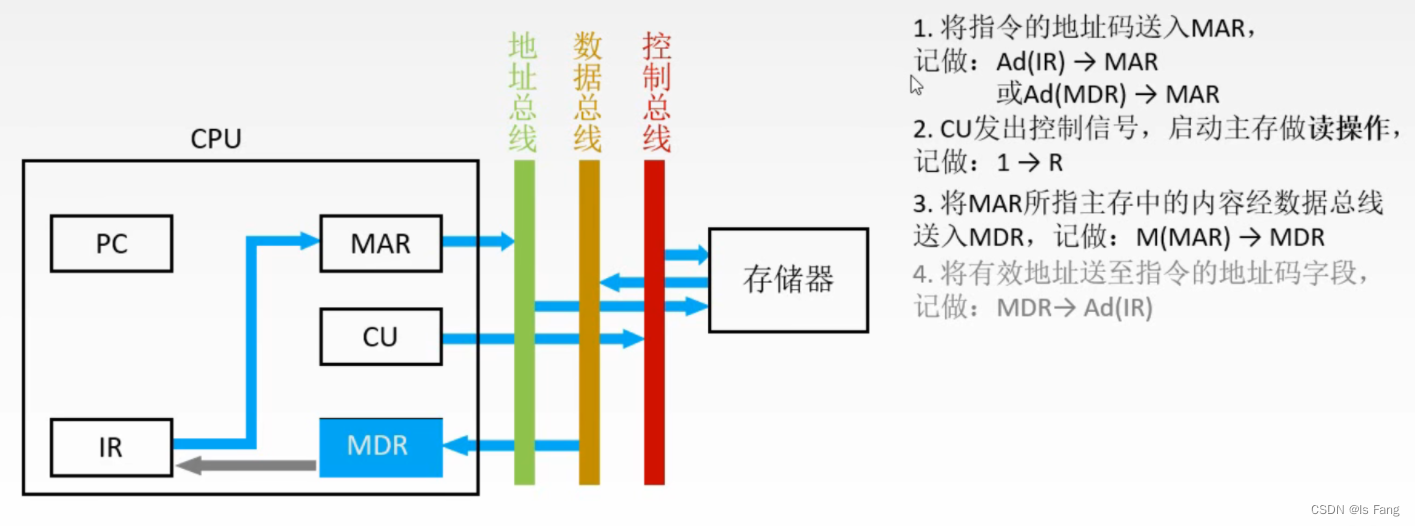 CPU
PC
MAR
CU
IR
MDR
地址总线
数据总线
控制总线
存储器
1. 将指令的地址码送入MAR，
记做：Ad(IR) → MAR
或Ad(MDR) → MAR
2. CU发出控制信号，启动主存做读操作，
记做：1 → R
3. 将MAR所指主存中的内容经数据总线
送入MDR，记做：M(MAR) → MDR
4. 将有效地址送至指令的地址码字段，
记做：MDR→ Ad(IR)
CSDN @Is Fang